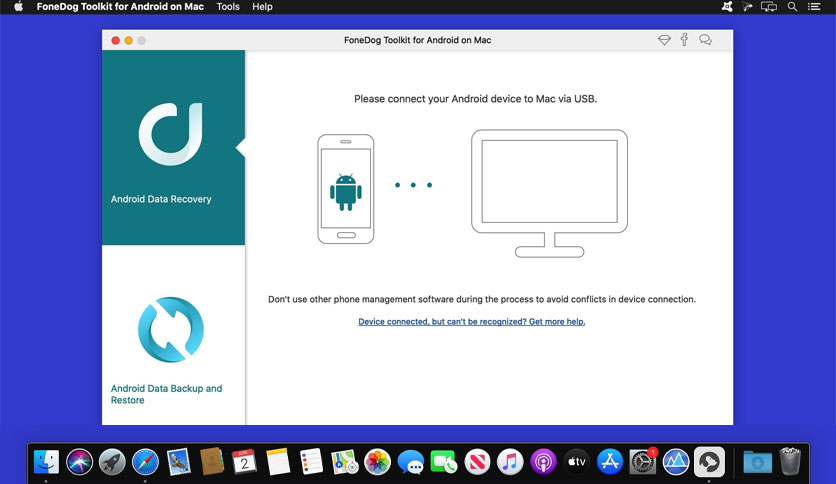 FoneDog Toolkit for Android on Mac Tools Help
FoneDog Toolkit for Android on Mac
Please connect your Android device to Mac via USB.
Android Data Recovery
Don't use other phone management software during the process to avoid conflicts in device connection.
Device connected, but can't be recognized? Get more help.
Android Data Backup and
Restore
APR
2
tv
1